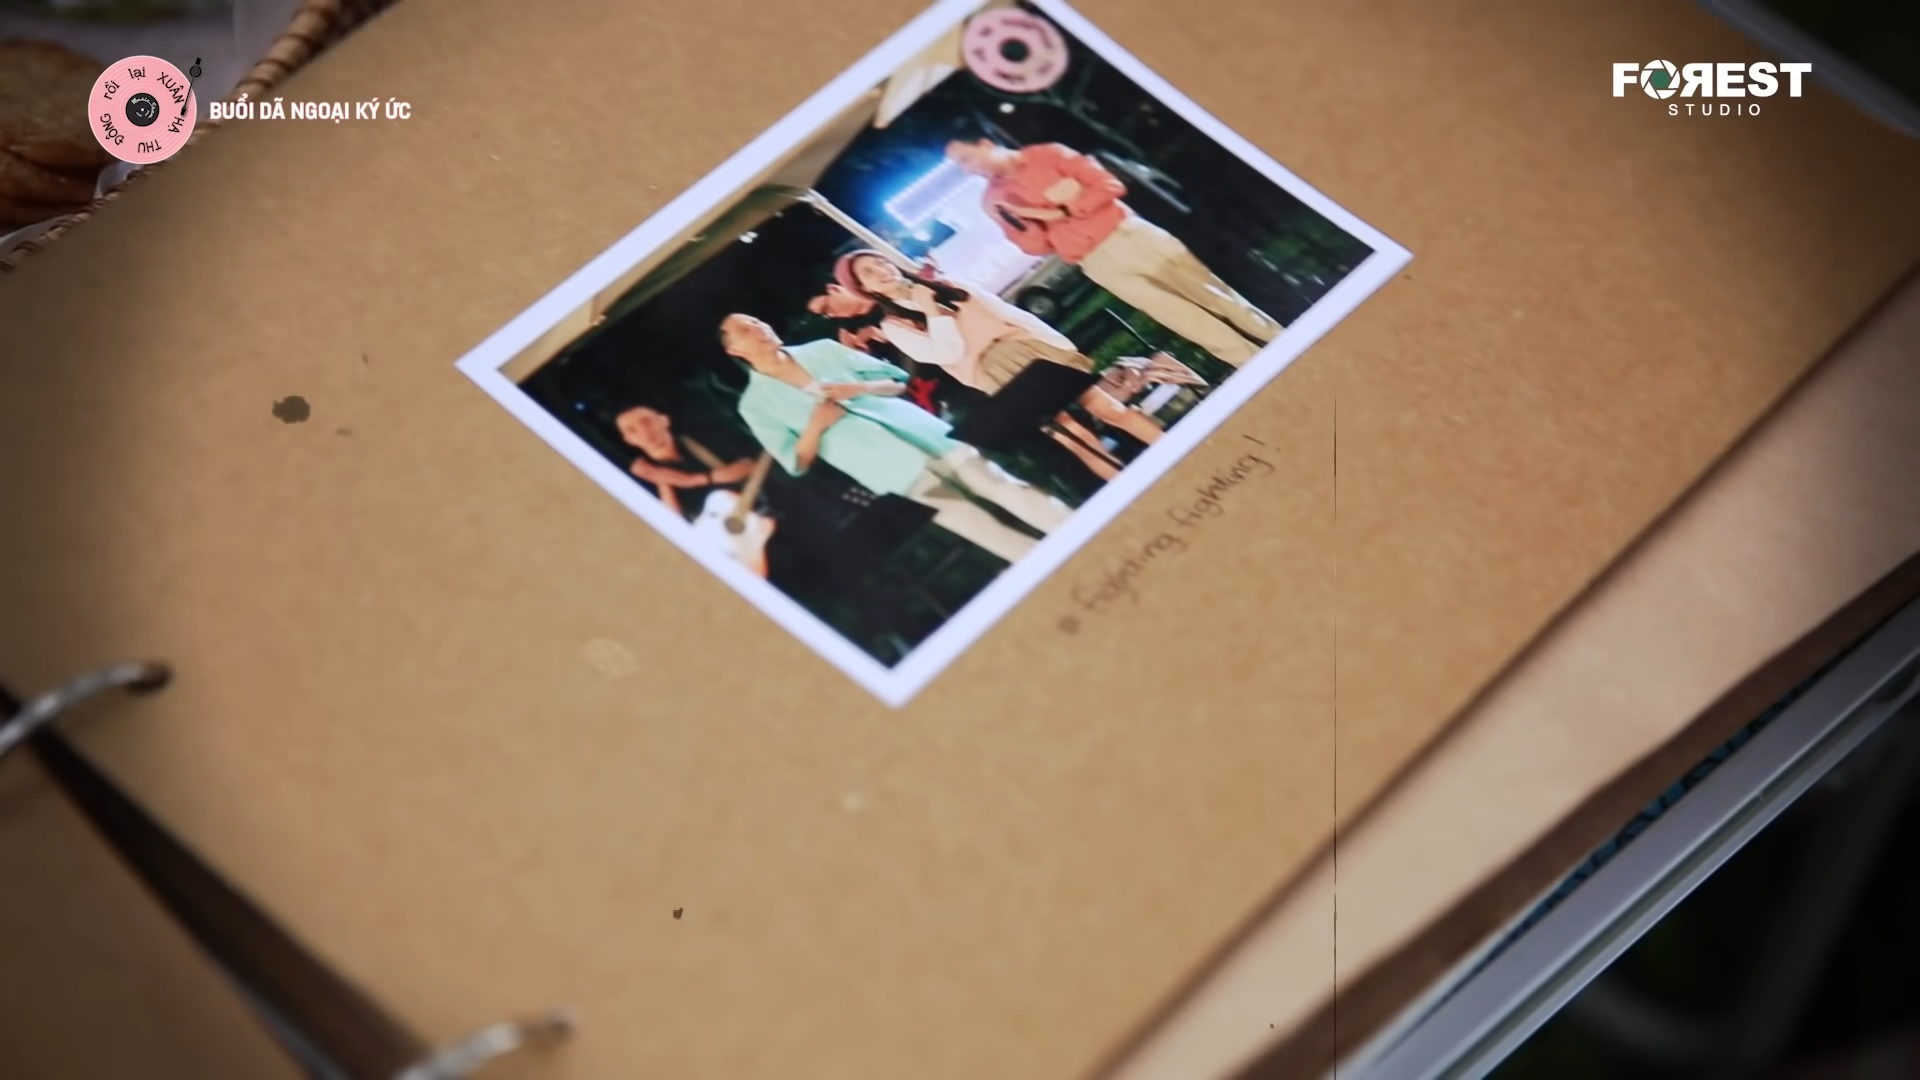 rồi lại XUÂN HẠ THU ĐÔNG
BUỔI DÃ NGOẠI KÝ ỨC
FOREST
STUDIO
# fighting fighting!